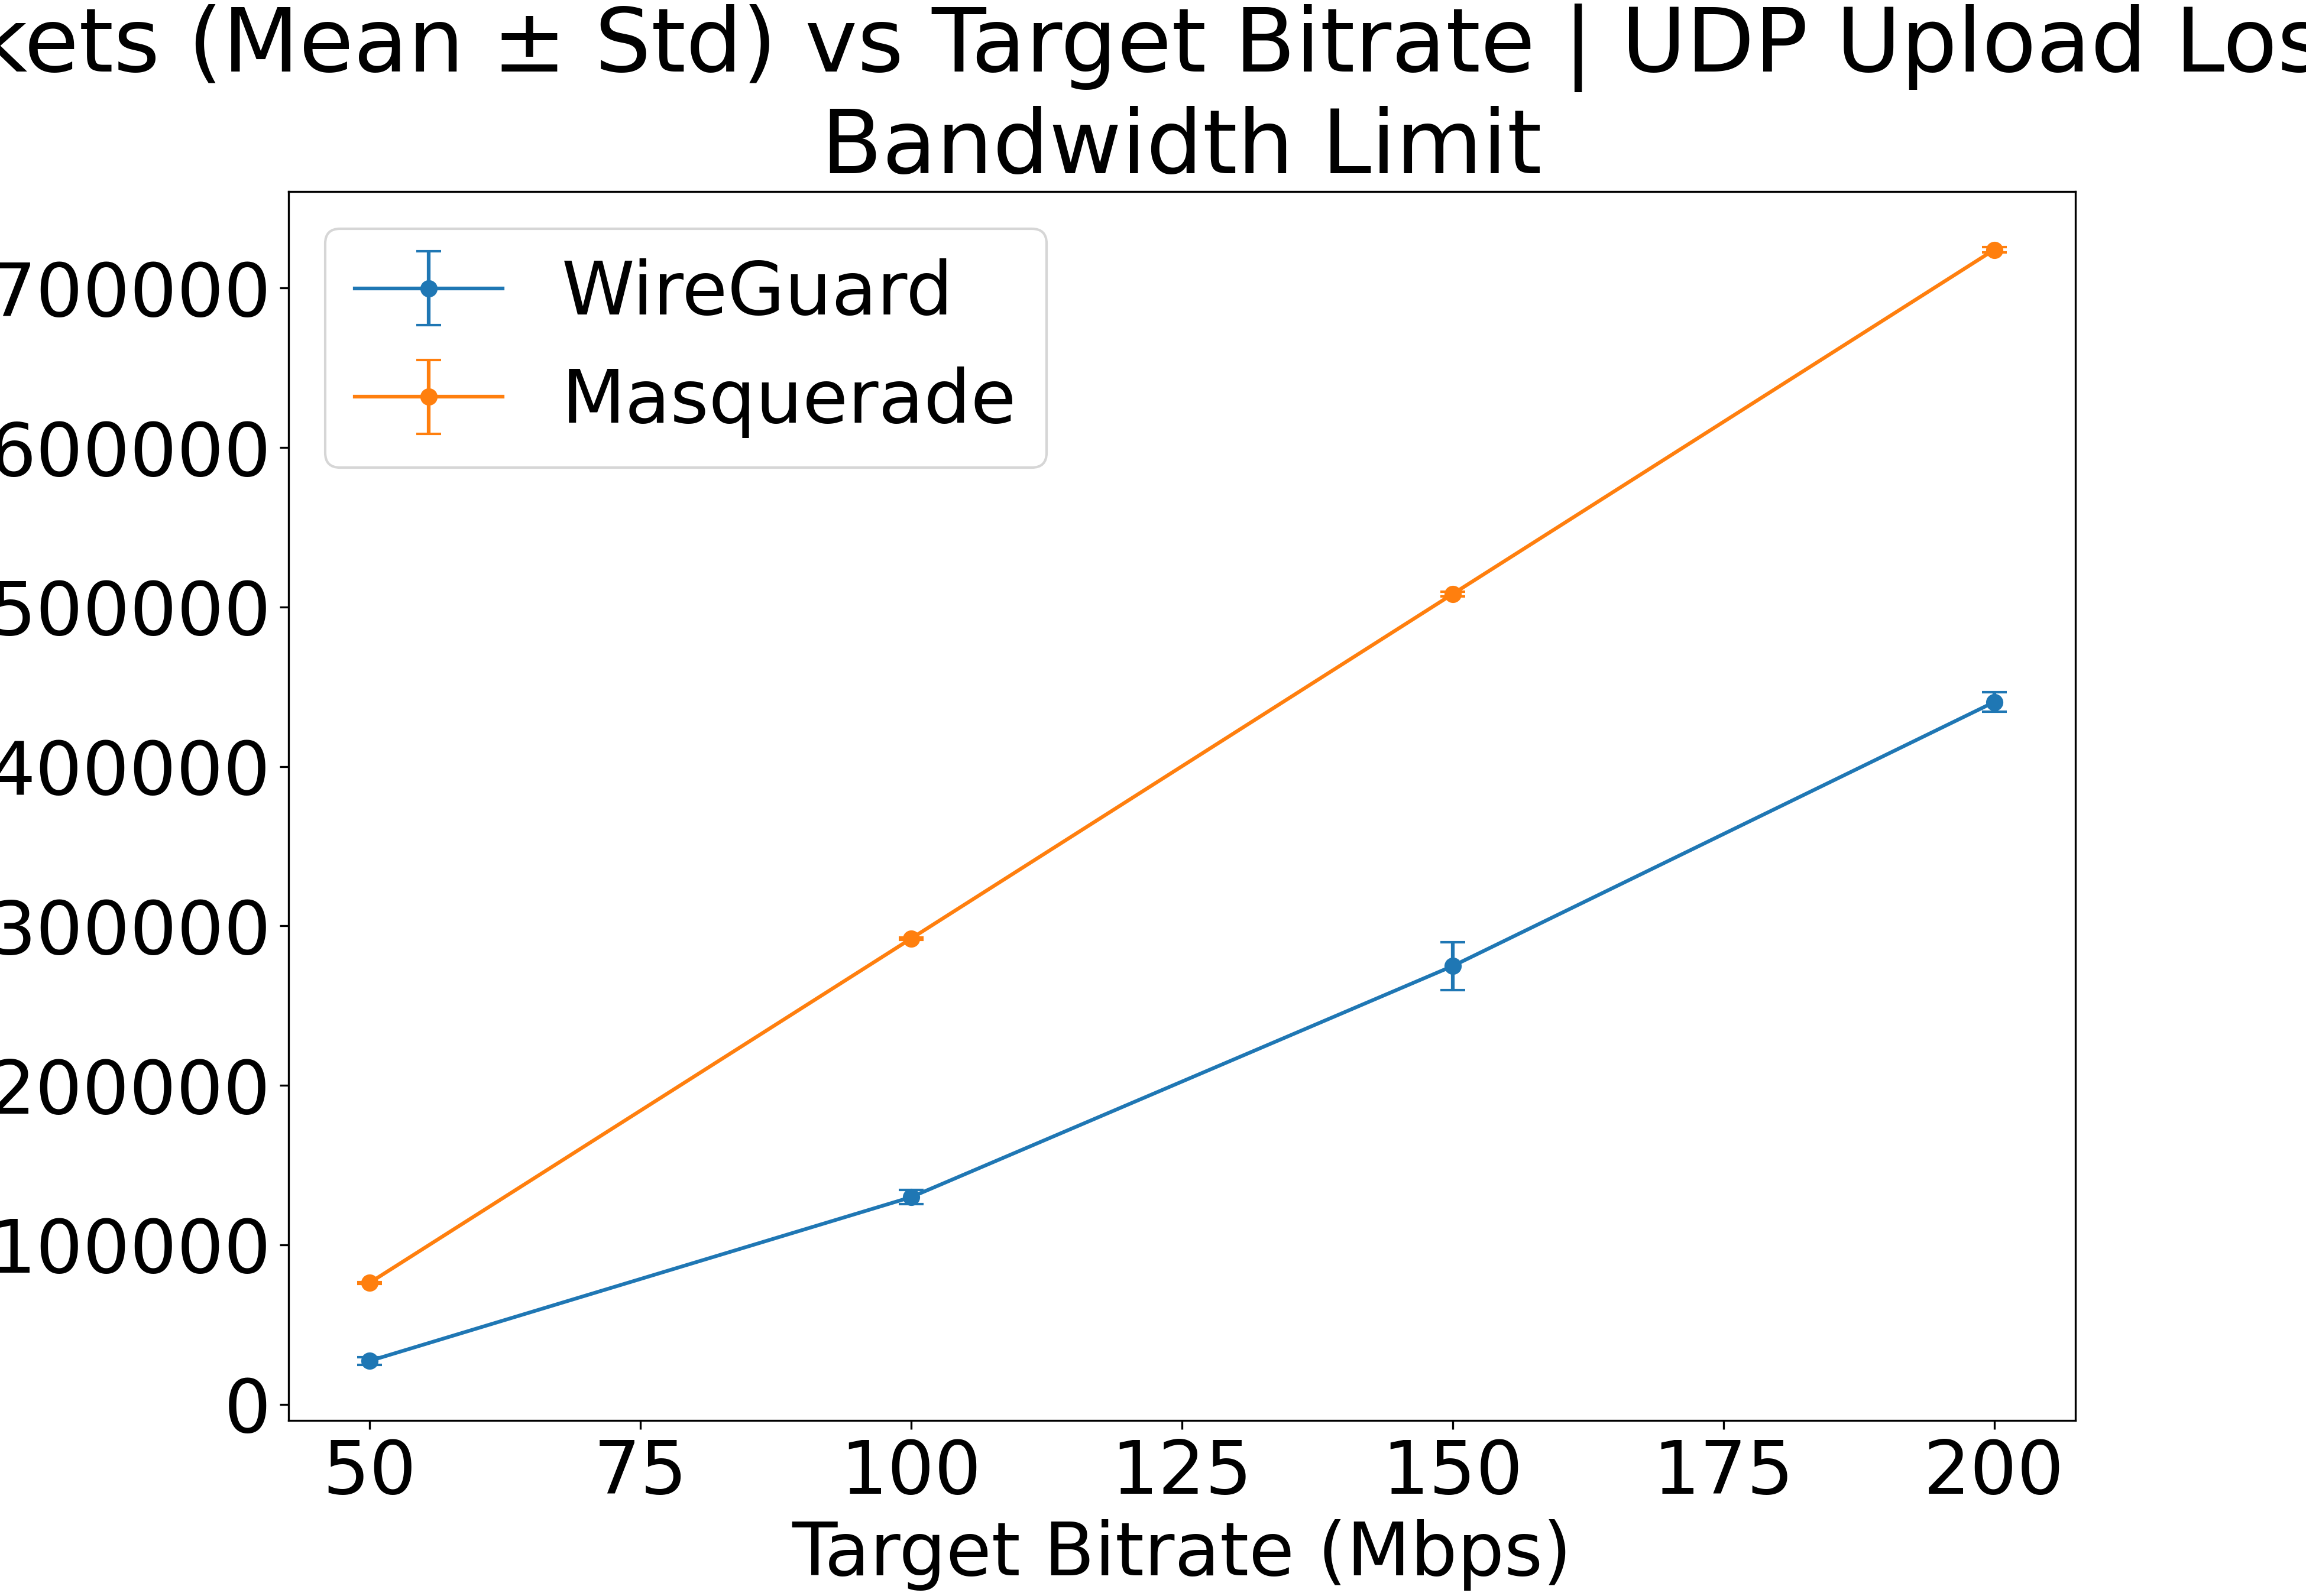 kets (Mean ± Std) vs Target Bitrate | UDP Upload Los
Bandwidth Limit
WireGuard
Masquerade
700000
600000
500000
400000
300000
200000
100000
0
50 75 100 125 150 175 200
Target Bitrate (Mbps)